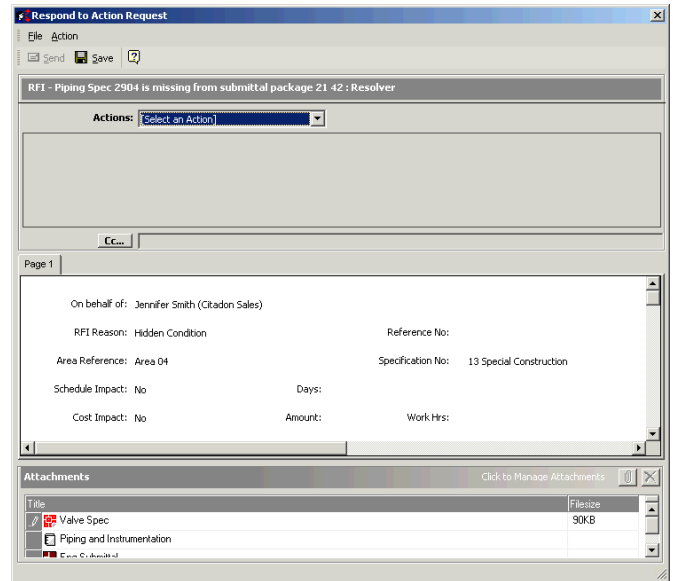 Respond to Action Request
File Action
Send Save
RFI - Piping Spec 2904 is missing from submittal package 21 42 : Resolver
Actions: [Select an Action]
Cc...
Page 1
On behalf of: Jennifer Smith (Citadon Sales)
RFI Reason: Hidden Condition Reference No:
Area Reference: Area 04 Specification No: 13 Special Construction
Schedule Impact: No Days:
Cost Impact: No Amount: Work Hrs:
Attachments Click to Manage Attachments
Title Filesize
Valve Spec 90KB
Piping and Instrumentation
Eng Submittal